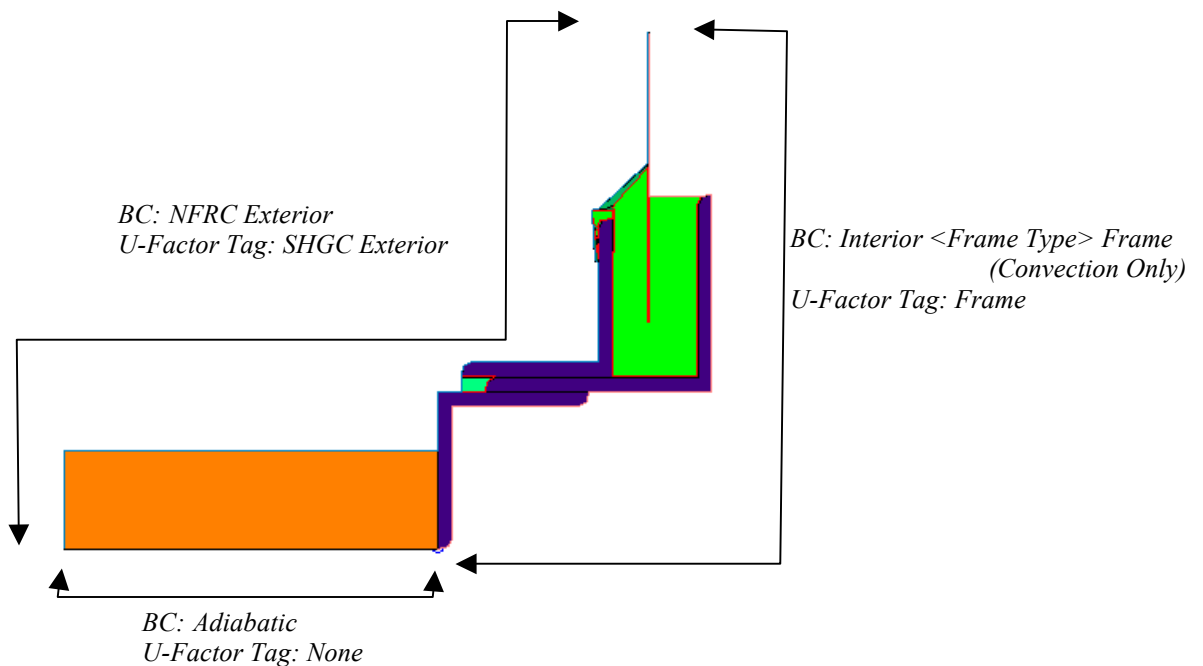 BC: NFRC Exterior
U-Factor Tag: SHGC Exterior
BC: Interior <Frame Type> Frame
(Convection Only)
U-Factor Tag: Frame
BC: Adiabatic
U-Factor Tag: None